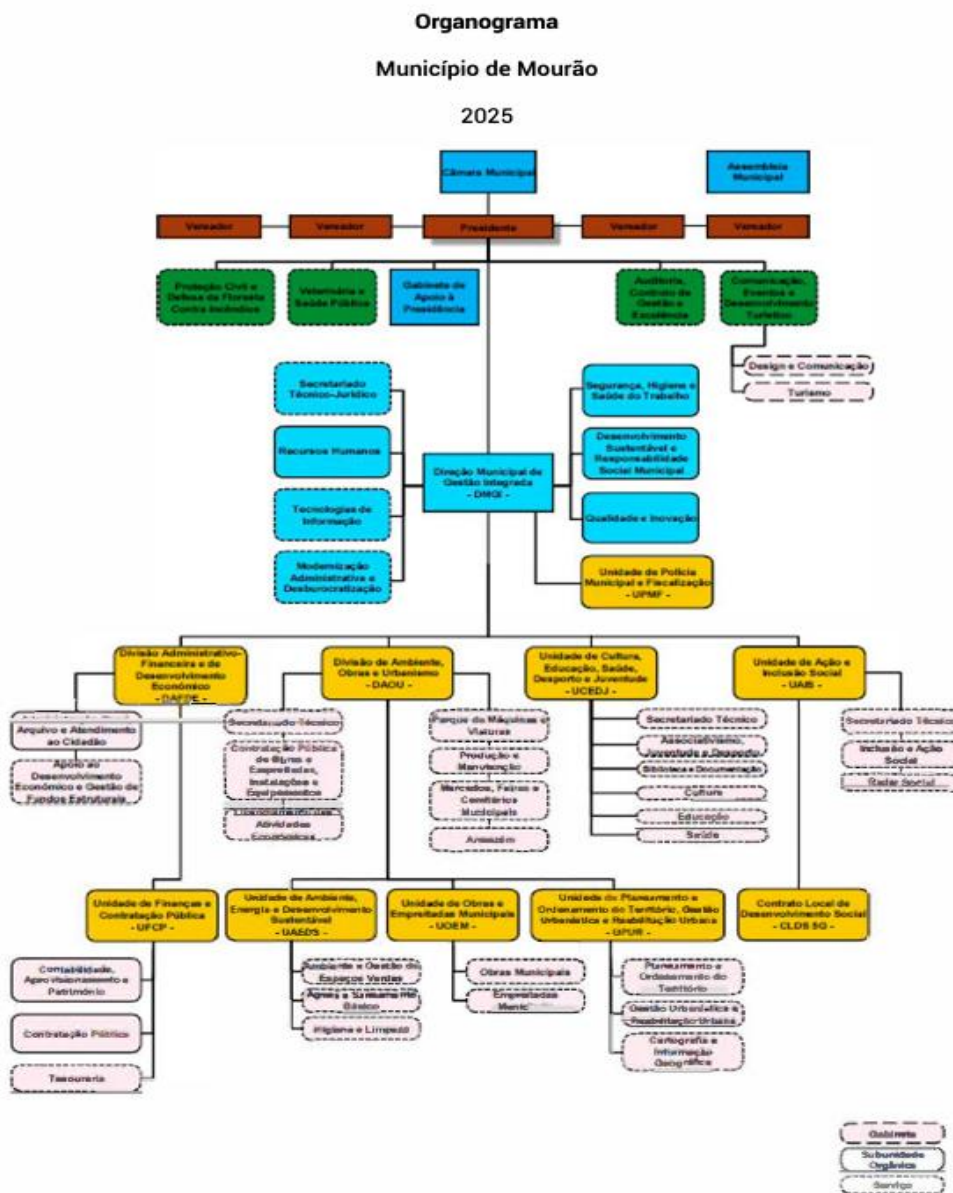 Organograma
Município de Mourão
2025
Câmara Municipal
Assembleia
Municipal
Vereador
Vereador
Presidente
Vereador
Vereador
Proteção Civil e
Defesa da Floresta
Contra Incêndios
Veterinária e
Saúde Pública
Gabinete de
Apoio à
Presidência
Auditoria,
Controlo de
Gestão e
Excelência
Comunicação,
Eventos e
Desenvolvimento
Turístico
Design e Comunicação
Turismo
Secretariado
Técnico-Jurídico
Recursos Humanos
Tecnologias de
Informação
Modernização
Administrativa e
Desburocratização
Direção Municipal de
Gestão Integrada
- DMGI -
Segurança, Higiene e
Saúde do Trabalho
Desenvolvimento
Sustentável e
Responsabilidade
Social Municipal
Qualidade e Inovação
Unidade de Polícia
Municipal e Fiscalização
- UPMF -
Divisão Administrativo-
Financeira e de
Desenvolvimento
Económico
- DAFDE -
Arquivo e Atendimento
ao Cidadão
Apoio ao
Desenvolvimento
Económico e Gestão de
Fundos Estruturais
Divisão de Ambiente,
Obras e Urbanismo
- DAOU -
Secretariado Técnico
Contratação Pública
de Obras e
Empreitadas,
Instalações e
Equipamentos
Atividades
Económicas
Parque de Máquinas e
Viaturas
Produção e
Manutenção
Mercados, Feiras e
Cemitérios
Municipais
Armazém
Unidade de Cultura,
Educação, Saúde,
Desporto e Juventude
- UCEDJ -
Secretariado Técnico
Associativismo,
Juventude e Desporto
Biblioteca e Documentação
Cultura
Educação
Saúde
Unidade de Ação e
Inclusão Social
- UAIS -
Secretariado Técnico
Inclusão e Ação
Social
Radar Social
Unidade de Finanças e
Contratação Pública
- UFCP -
Contabilidade,
Aprovisionamento e
Património
Contratação Pública
Tesouraria
Unidade de Ambiente,
Energia e Desenvolvimento
Sustentável
- UAEDS -
Ambiente e Gestão de
Espaços Verdes
Águas e Saneamento
Básico
Higiene e Limpeza
Unidade de Obras e
Empreitadas Municipais
- UOEM -
Obras Municipais
Empreitadas
Unidade de Planeamento e
Ordenamento do Território, Gestão
Urbanística e Reabilitação Urbana
Planeamento e
Ordenamento do
Território
Gestão Urbanística e
Reabilitação Urbana
Cartografia e
Informação
Geográfica
Contrato Local de
Desenvolvimento Social
- CLDS 5G -
Gabinete
Subunidade
Orgânica
Serviço